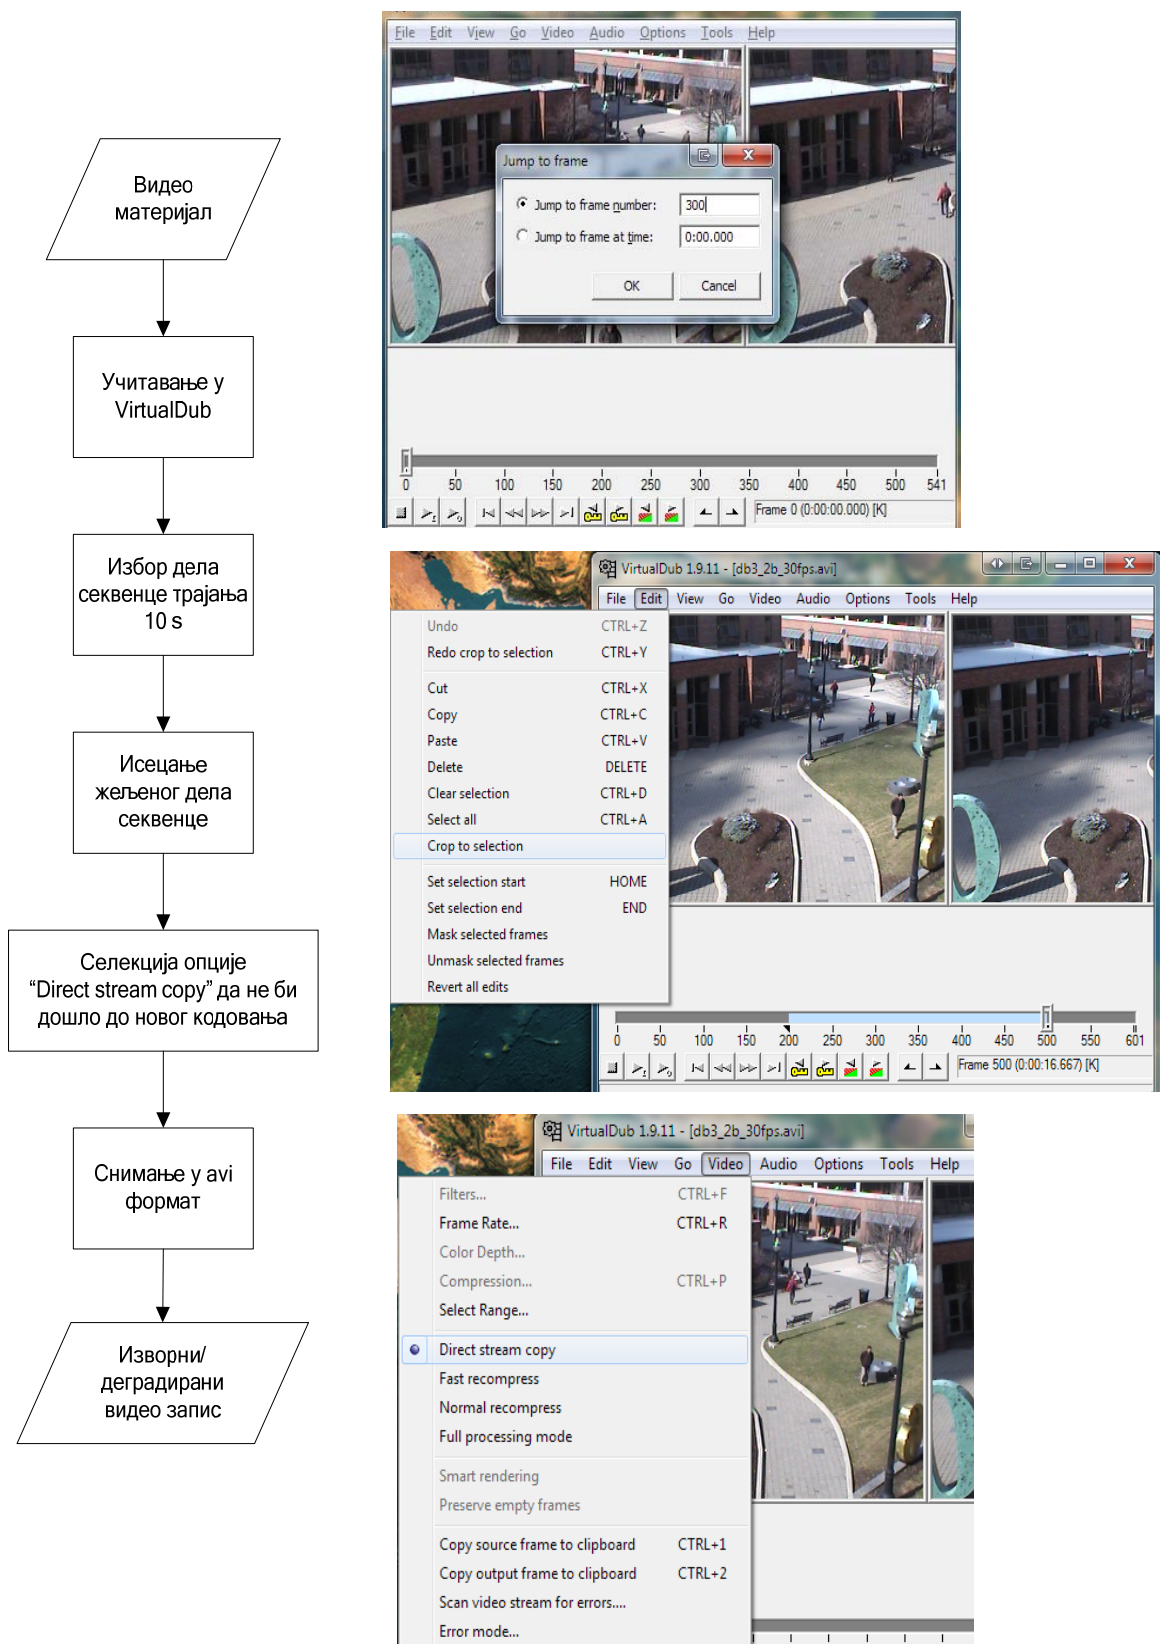 Видео
материјал
Учитавање у
VirtualDub
Избор дела
секвенце трајања
10 s
Исецање
жељеног дела
секвенце
Селекција опције
“Direct stream copy” да не би
дошло до новог кодовања
Снимање у avi
формат
Изворни/
деградирани
видео запис
File Edit View Go Video Audio Options Tools Help
Jump to frame
Jump to frame number: 300
Jump to frame at time: 0:00.000
OK Cancel
0 50 100 150 200 250 300 350 400 450 500 541
Frame 0 (0:00:00.000) [K]
VirtualDub 1.9.11 - [db3_2b_30fps.avi]
File Edit View Go Video Audio Options Tools Help
Undo CTRL+Z
Redo crop to selection CTRL+Y
Cut CTRL+X
Copy CTRL+C
Paste CTRL+V
Delete DELETE
Clear selection CTRL+D
Select all CTRL+A
Crop to selection
Set selection start HOME
Set selection end END
Mask selected frames
Unmask selected frames
Revert all edits
0 50 100 150 200 250 300 350 400 450 500 550 601
Frame 500 (0:00:16.667) [K]
VirtualDub 1.9.11 - [db3_2b_30fps.avi]
File Edit View Go Video Audio Options Tools Help
Filters... CTRL+F
Frame Rate... CTRL+R
Color Depth...
Compression... CTRL+P
Select Range...
Direct stream copy
Fast recompress
Normal recompress
Full processing mode
Smart rendering
Preserve empty frames
Copy source frame to clipboard CTRL+1
Copy output frame to clipboard CTRL+2
Scan video stream for errors....
Error mode...